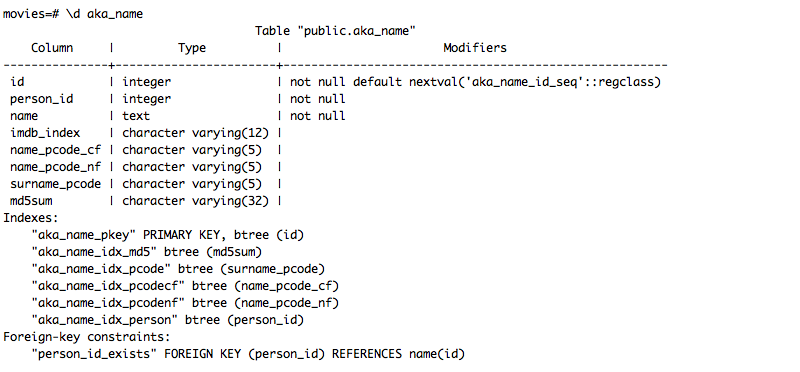 movies=# \d aka_name
                                  Table "public.aka_name"
    Column     |         Type          |                       Modifiers
---------------+-----------------------+-------------------------------------------------------
 id            | integer               | not null default nextval('aka_name_id_seq'::regclass)
 person_id     | integer               | not null
 name          | text                  | not null
 imdb_index    | character varying(12) |
 name_pcode_cf | character varying(5)  |
 name_pcode_nf | character varying(5)  |
 surname_pcode | character varying(5)  |
 md5sum        | character varying(32) |
Indexes:
    "aka_name_pkey" PRIMARY KEY, btree (id)
    "aka_name_idx_md5" btree (md5sum)
    "aka_name_idx_pcode" btree (surname_pcode)
    "aka_name_idx_pcodecf" btree (name_pcode_cf)
    "aka_name_idx_pcodenf" btree (name_pcode_nf)
    "aka_name_idx_person" btree (person_id)
Foreign-key constraints:
    "person_id_exists" FOREIGN KEY (person_id) REFERENCES name(id)